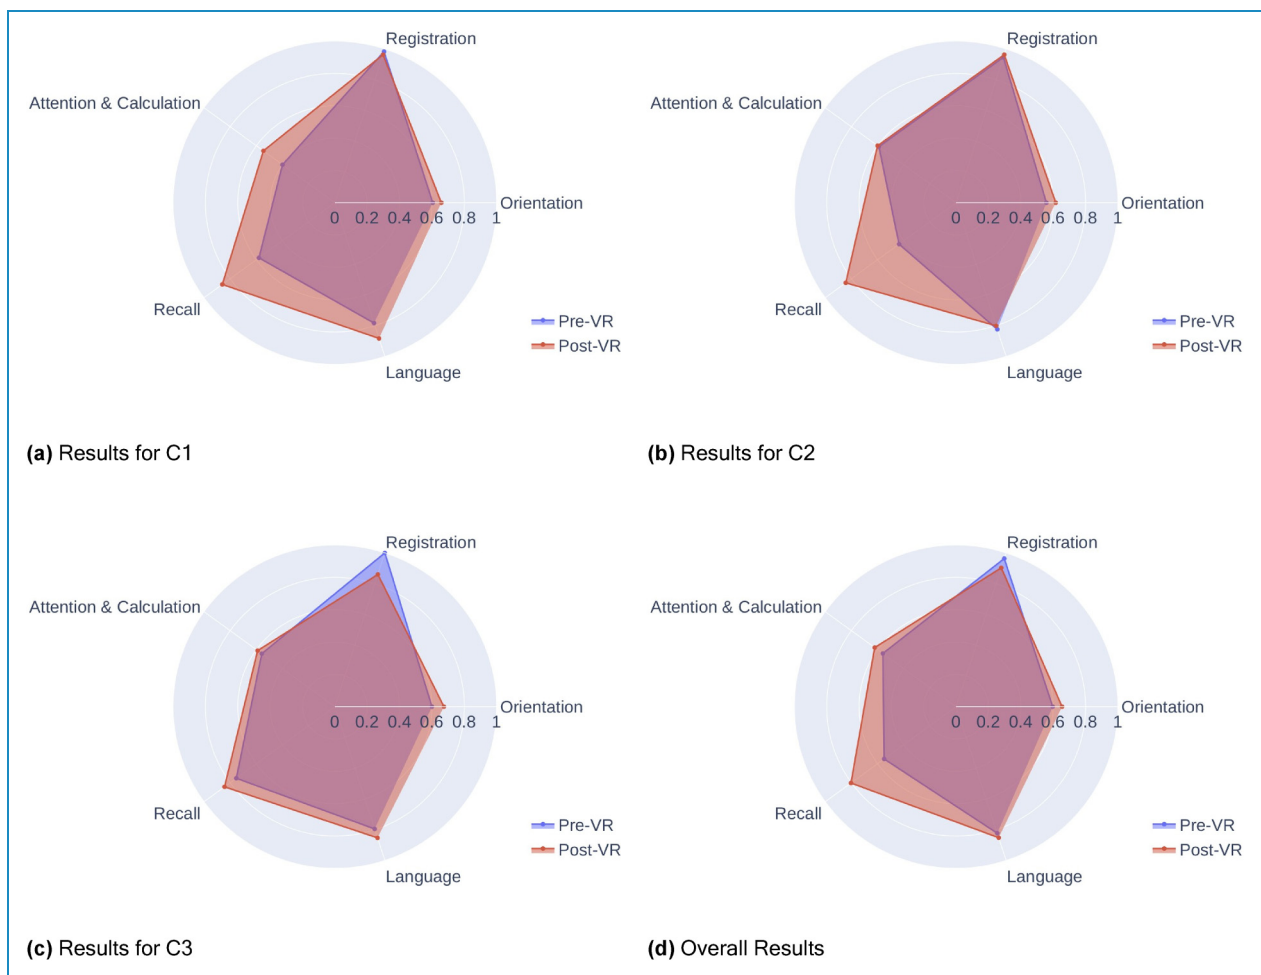 Registration
Attention & Calculation
Orientation
0 0.2 0.4 0.6 0.8 1
Recall
Language
Pre-VR
Post-VR
(a) Results for C1
Registration
Attention & Calculation
Orientation
0 0.2 0.4 0.6 0.8 1
Recall
Language
Pre-VR
Post-VR
(b) Results for C2
Registration
Attention & Calculation
Orientation
0 0.2 0.4 0.6 0.8 1
Recall
Language
Pre-VR
Post-VR
(c) Results for C3
Registration
Attention & Calculation
Orientation
0 0.2 0.4 0.6 0.8 1
Recall
Language
Pre-VR
Post-VR
(d) Overall Results